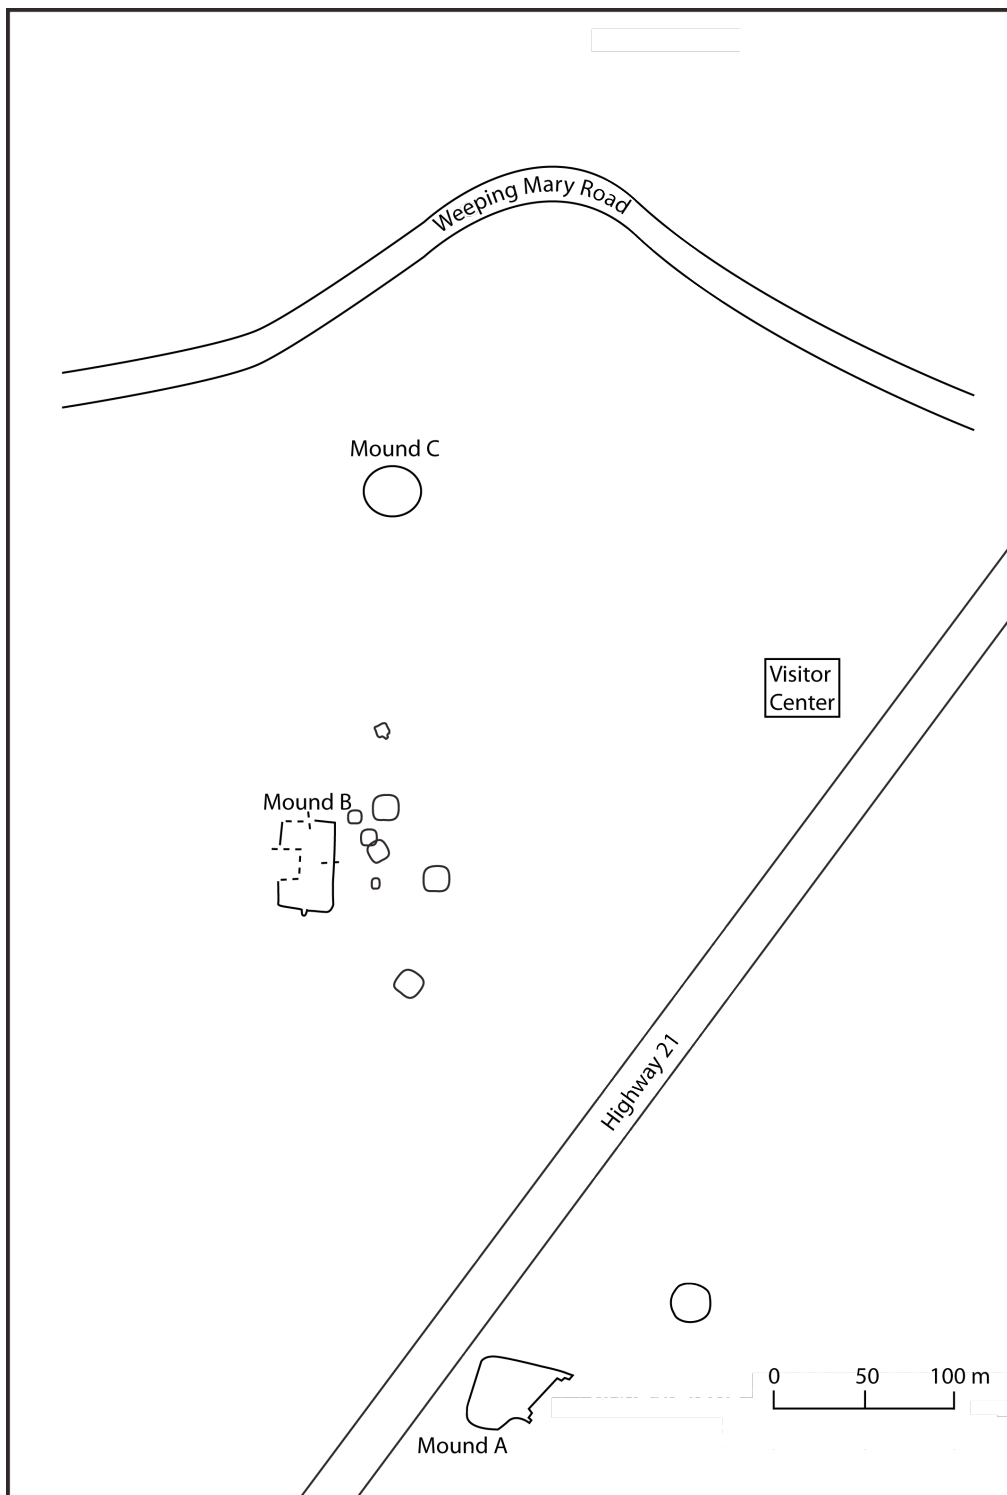 Weeping Mary Road
Mound C
Visitor
Center
Mound B
Highway 21
0 50 100 m
Mound A